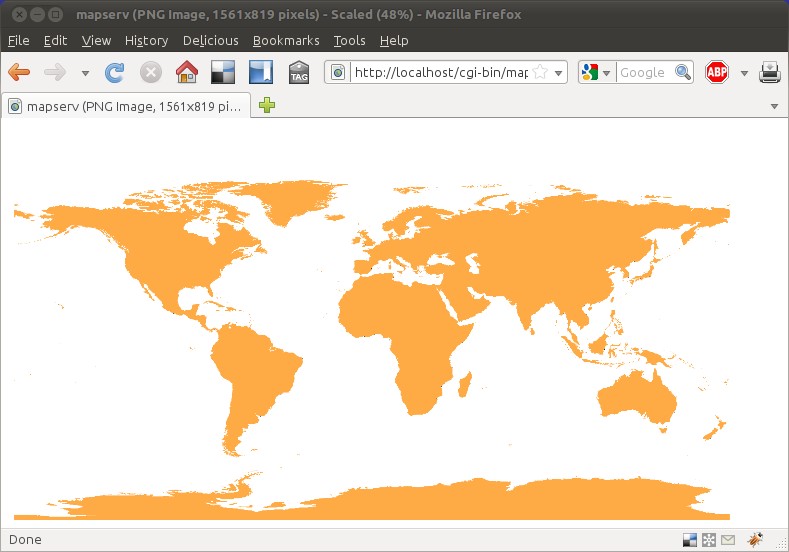 mapserv (PNG Image, 1561x819 pixels) - Scaled (48%) - Mozilla Firefox
File Edit View History Delicious Bookmarks Tools Help
TAG http://localhost/cgi-bin/map Google ABP
mapserv (PNG Image, 1561x819 pi...
Done